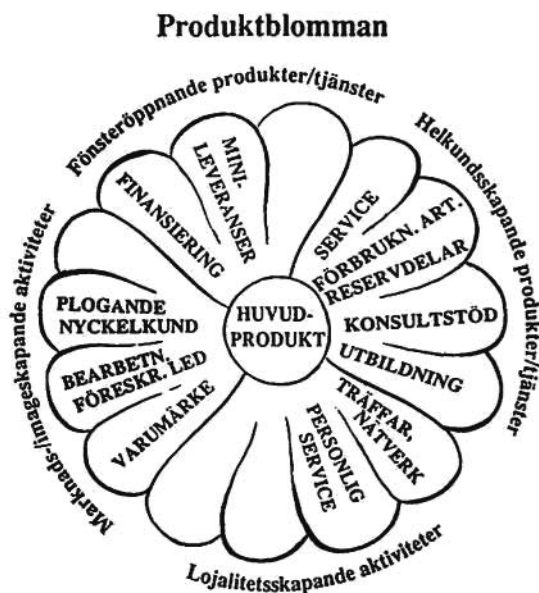 Produktblomman
Fönsteröppnande produkter/tjänster
Helkundsskapande produkter/tjänster
Marknads-/imageskapande aktiviteter
Lojalitetsskapande aktiviteter
MINI-
LEVERANSER
FINANSIERING
SERVICE
FÖRBRUKN. ART.
RESERVDELAR
KONSULTSTÖD
UTBILDNING
TRÄFFAR,
NÄTVERK
PERSONLIG
SERVICE
VARUMÄRKE
BEARBETN.
FÖRESKR. LED
PLOGANDE
NYCKELKUND
HUVUD-
PRODUKT